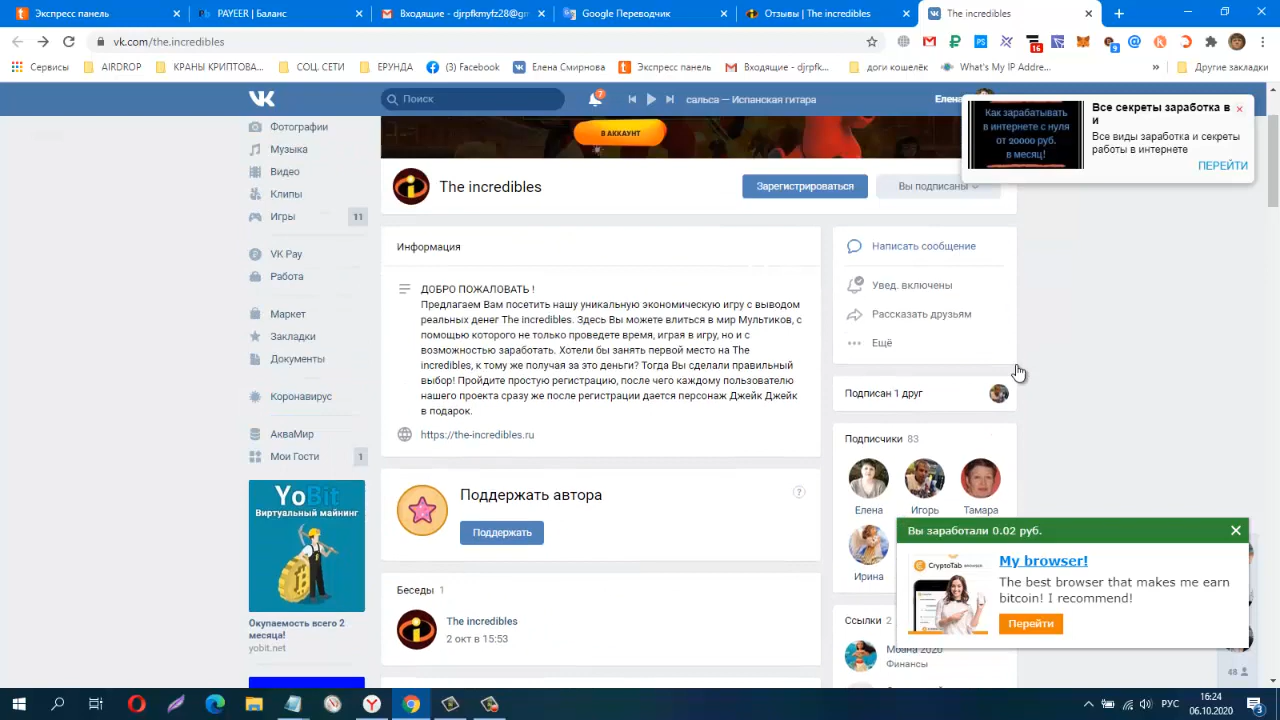 Экспресс панель
PAYEER | Баланс
Входящие - djrpfkmyfz28@gm
Google Переводчик
Отзывы | The incredibles
The incredibles
vk.com/the.incredibles
16
9
Сервисы
AIRDROP
КРАНЫ КРИПТОВА...
СОЦ. СЕТИ
ЕРУНДА
(3) Facebook
Елена Смирнова
Экспресс панель
Входящие - djrpfk...
доги кошелёк
What's My IP Addre...
»
Другие закладки
Поиск
7
сальса — Испанская гитара
Елена
Как зарабатывать
в интернете с нуля
от 20000 руб.
в месяц!
Все секреты заработка в
и
Все виды заработка и секреты
работы в интернете
ПЕРЕЙТИ
Фотографии
Музыка
Видео
Клипы
Игры
11
VK Pay
Работа
Маркет
Закладки
Документы
Коронавирус
АкваМир
Мои Гости
1
YoBit
Виртуальный майнинг
Окупаемость всего 2
месяца!
yobit.net
В АККАУНТ
The incredibles
Зарегистрироваться
Вы подписаны
Информация
ДОБРО ПОЖАЛОВАТЬ !
Предлагаем Вам посетить нашу уникальную экономическую игру с выводом
реальных денег The incredibles. Здесь Вы можете влиться в мир Мультиков, с
помощью которого не только проведете время, играя в игру, но и с
возможностью заработать. Хотели бы занять первое место на The
incredibles, к тому же получая за это деньги? Тогда Вы сделали правильный
выбор! Пройдите простую регистрацию, после чего каждому пользователю
нашего проекта сразу же после регистрации дается персонаж Джейк Джейк
в подарок.
https://the-incredibles.ru
Поддержать автора
?
Поддержать
Беседы 1
The incredibles
2 окт в 15:53
Написать сообщение
Увед. включены
Рассказать друзьям
Ещё
Подписан 1 друг
Подписчики 83
Елена
Игорь
Тамара
Ирина
Ссылки 2
Моана 2020
Финансы
Вы заработали 0.02 руб.
CryptoTab BROWSER
My browser!
The best browser that makes me earn
bitcoin! I recommend!
Перейти
48
РУС
16:24
06.10.2020
3